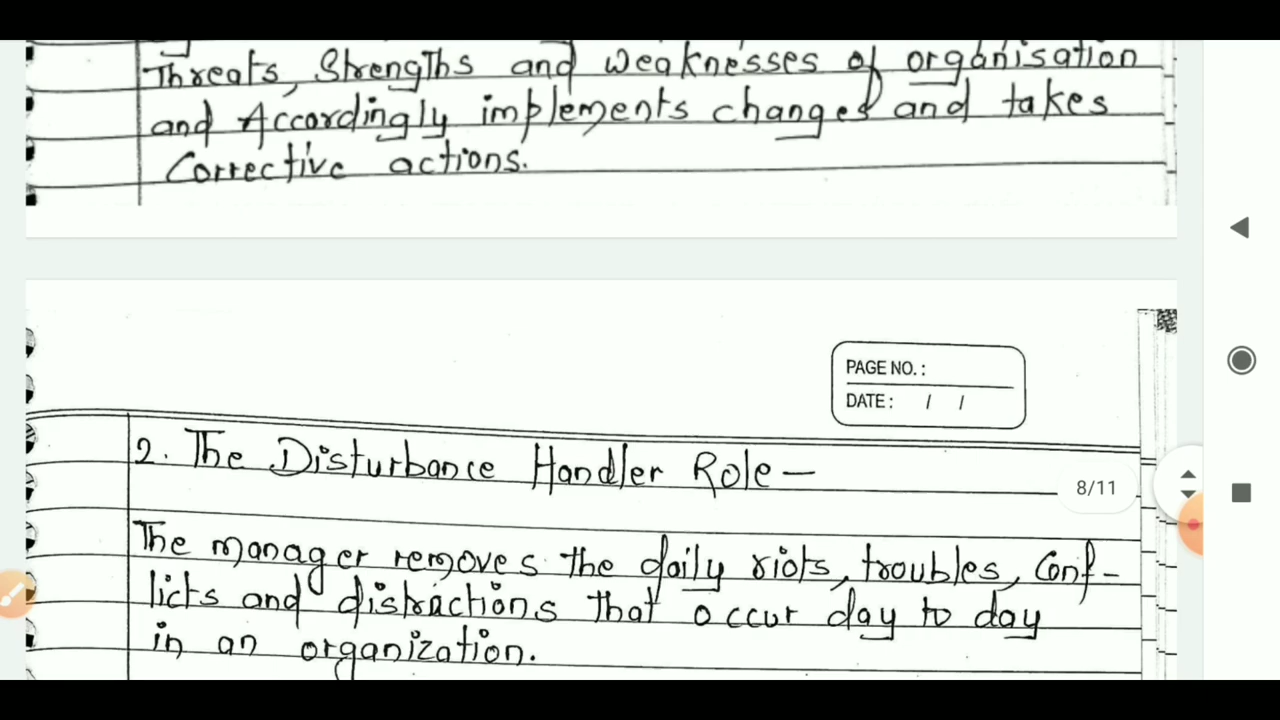 Threats, Strengths and weaknesses of organisation
and Accordingly implements changes and takes
Corrective actions.
PAGE NO. :
DATE : / /
2. The Disturbance Handler Role —
8/11
The manager removes the daily riots, troubles, Conf-
licts and distractions that occur day to day
in an organization.